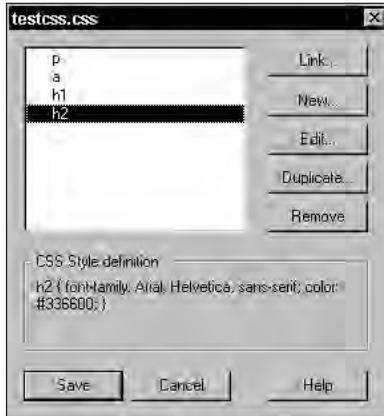 testcss.css
p
a
h1
h2
Link...
New...
Edit...
Duplicate...
Remove
CSS Style definition
h2 { font-family: Arial, Helvetica, sans-serif; color:
#336600; }
Save
Cancel
Help